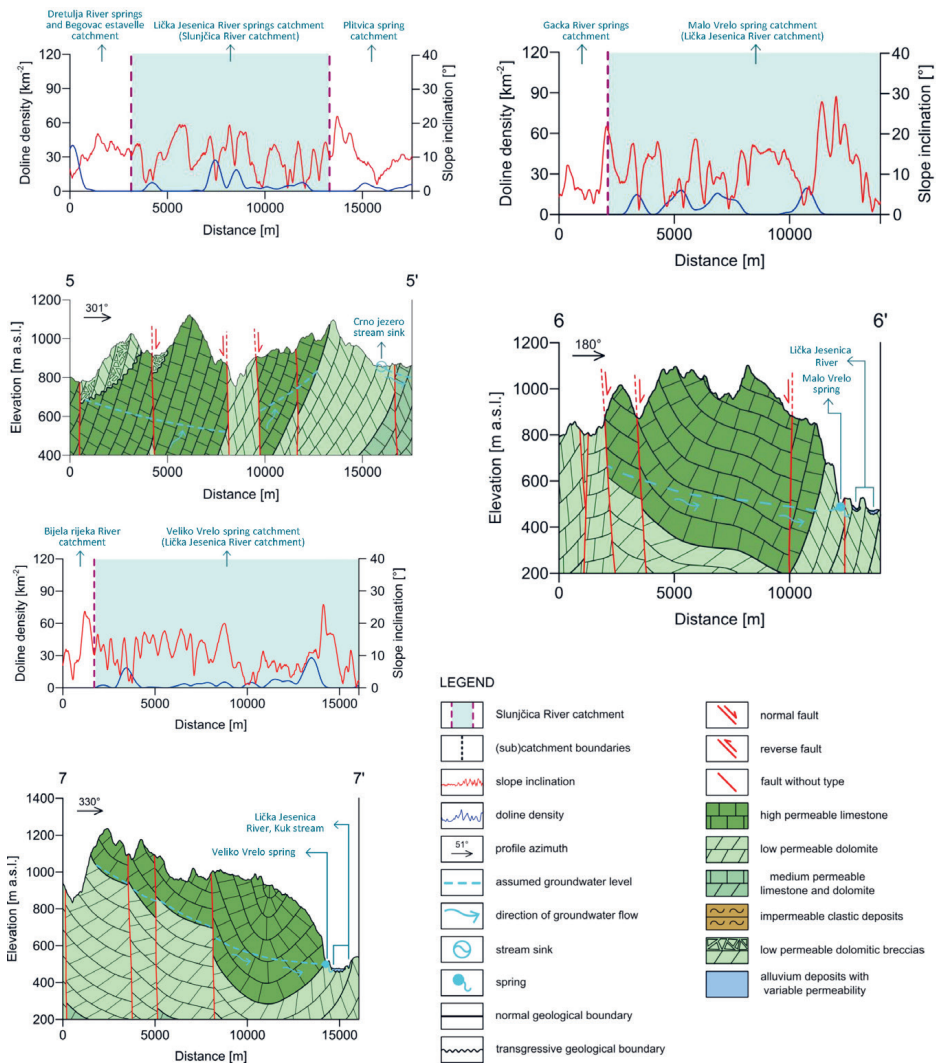 Dretulja River springs
and Begovac estavelle
catchment
Lička Jesenica River springs catchment
(Slunjčica River catchment)
Plitvica spring
catchment
120
90
60
30
0
Doline density [km-2]
40
30
20
10
0
Slope inclination [°]
0
5000
10000
15000
Distance [m]
Gacka River springs
catchment
Malo Vrelo spring catchment
(Lička Jesenica River catchment)
120
90
60
30
0
Doline density [km-2]
40
30
20
10
0
Slope inclination [°]
0
5000
10000
Distance [m]
5
5'
301°
Crno jezero
stream sink
1200
1000
800
600
400
Elevation [m a.s.l.]
0
5000
10000
15000
Distance [m]
6
6'
180°
Lička Jesenica
River
Malo Vrelo
spring
1200
1000
800
600
400
200
Elevation [m a.s.l.]
0
5000
10000
Distance [m]
Bijela rijeka River
catchment
Veliko Vrelo spring catchment
(Lička Jesenica River catchment)
120
90
60
30
0
Doline density [km-2]
40
30
20
10
0
Slope inclination [°]
0
5000
10000
15000
Distance [m]
7
7'
330°
Lička Jesenica
River, Kuk stream
Veliko Vrelo spring
1400
1200
1000
800
600
400
200
Elevation [m a.s.l.]
0
5000
10000
15000
Distance [m]
LEGEND
Slunjčica River catchment
(sub)catchment boundaries
slope inclination
doline density
51°
profile azimuth
assumed groundwater level
direction of groundwater flow
stream sink
spring
normal geological boundary
transgressive geological boundary
normal fault
reverse fault
fault without type
high permeable limestone
low permeable dolomite
medium permeable
limestone and dolomite
impermeable clastic deposits
low permeable dolomitic breccias
alluvium deposits with
variable permeability